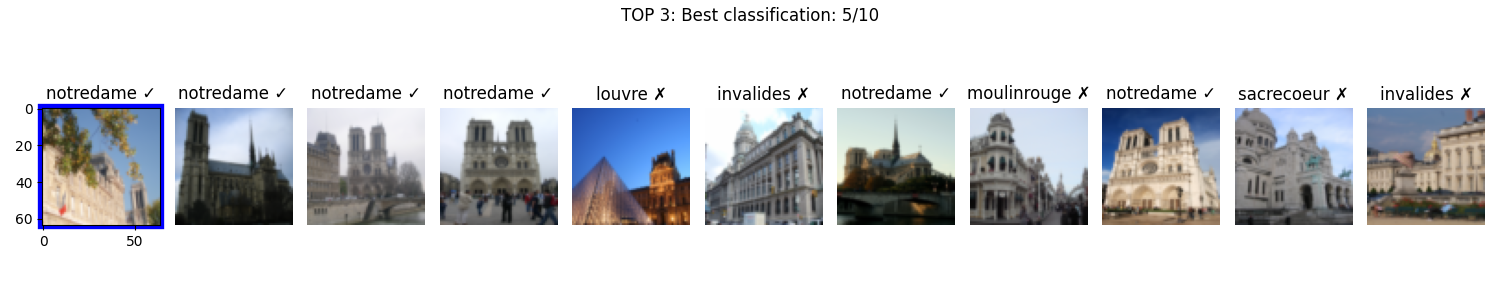 TOP 3: Best classification: 5/10
notredame ✓ notredame ✓ notredame ✓ notredame ✓ louvre ✗ invalides ✗ notredame ✓ moulinrouge ✗ notredame ✓ sacrecoeur ✗ invalides ✗
0
20
40
60
0 50